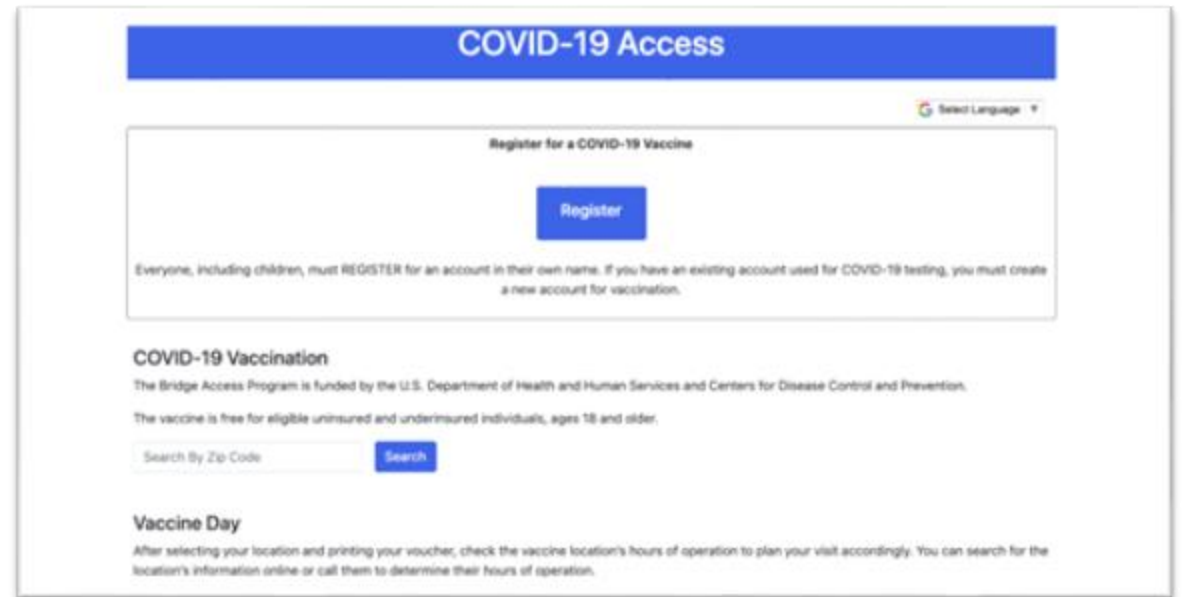 COVID-19 Access
Select Language
Register for a COVID-19 Vaccine
Register
Everyone, including children, must REGISTER for an account in their own name. If you have an existing account used for COVID-19 testing, you must create
a new account for vaccination.
COVID-19 Vaccination
The Bridge Access Program is funded by the U.S. Department of Health and Human Services and Centers for Disease Control and Prevention.
The vaccine is free for eligible uninsured and underinsured individuals, ages 18 and older.
Search By Zip Code Search
Vaccine Day
After selecting your location and printing your voucher, check the vaccine location's hours of operation to plan your visit accordingly. You can search for the
location's information online or call them to determine their hours of operation.